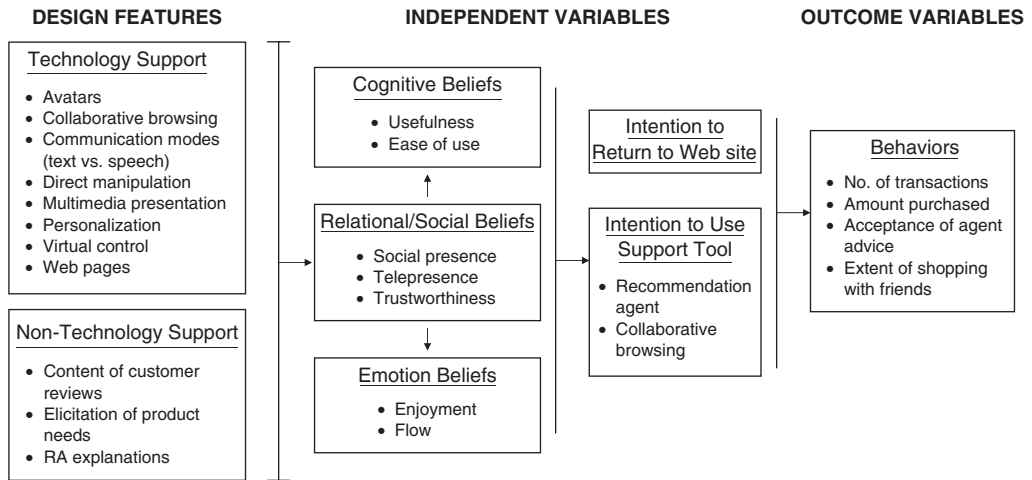 DESIGN FEATURES
INDEPENDENT VARIABLES
OUTCOME VARIABLES
Technology Support
• Avatars
• Collaborative browsing
• Communication modes
(text vs. speech)
• Direct manipulation
• Multimedia presentation
• Personalization
• Virtual control
• Web pages
Non-Technology Support
• Content of customer
reviews
• Elicitation of product
needs
• RA explanations
Cognitive Beliefs
• Usefulness
• Ease of use
Relational/Social Beliefs
• Social presence
• Telepresence
• Trustworthiness
Emotion Beliefs
• Enjoyment
• Flow
Intention to
Return to Web site
Intention to Use
Support Tool
• Recommendation
agent
• Collaborative
browsing
Behaviors
• No. of transactions
• Amount purchased
• Acceptance of agent
advice
• Extent of shopping
with friends